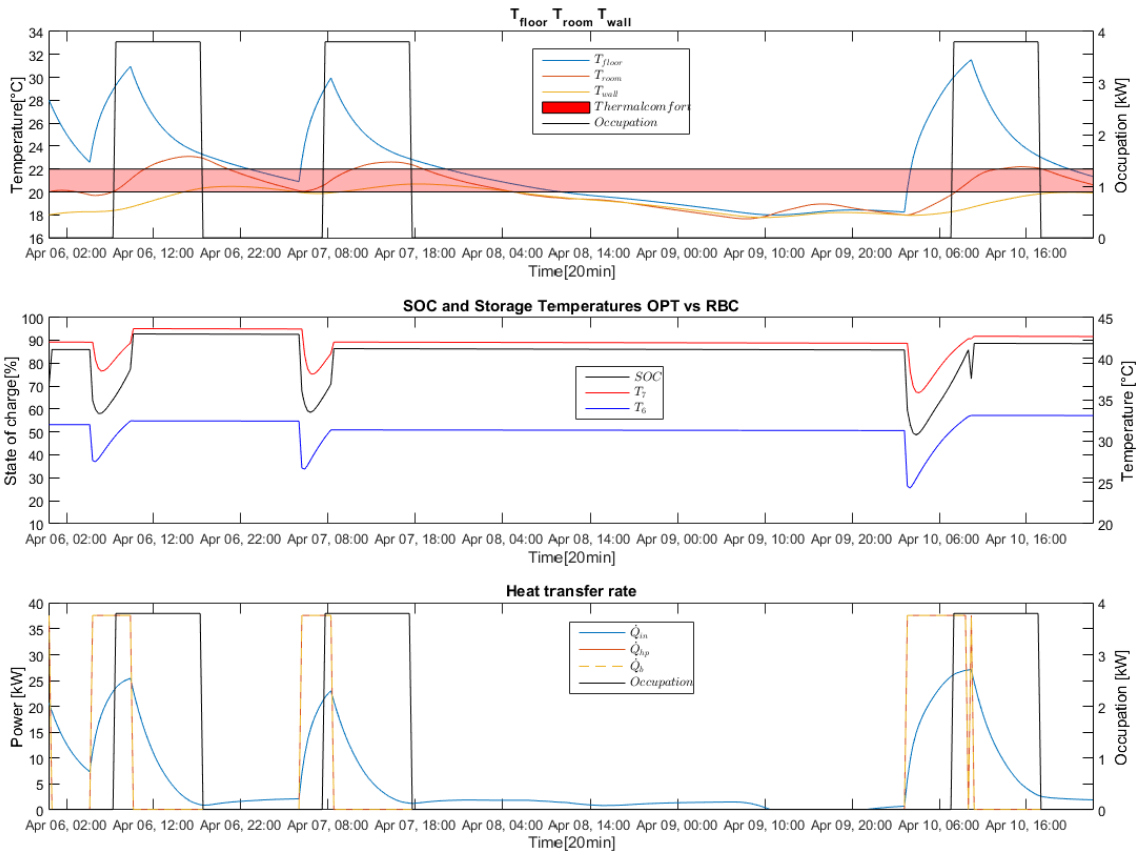 T_floor T_room T_wall
Temperature[°C]
34
32
30
28
26
24
22
20
18
16
T_floor
T_room
T_wall
Thermalcomfort
Occupation
4
3
2
1
0
Occupation [kW]
Apr 06, 02:00 Apr 06, 12:00 Apr 06, 22:00 Apr 07, 08:00 Apr 07, 18:00 Apr 08, 04:00 Apr 08, 14:00 Apr 09, 00:00 Apr 09, 10:00 Apr 09, 20:00 Apr 10, 06:00 Apr 10, 16:00
Time[20min]
SOC and Storage Temperatures OPT vs RBC
State of charge[%]
100
90
80
70
60
50
40
30
20
10
SOC
T_7
T_6
45
40
35
30
25
20
Temperature [°C]
Apr 06, 02:00 Apr 06, 12:00 Apr 06, 22:00 Apr 07, 08:00 Apr 07, 18:00 Apr 08, 04:00 Apr 08, 14:00 Apr 09, 00:00 Apr 09, 10:00 Apr 09, 20:00 Apr 10, 06:00 Apr 10, 16:00
Time[20min]
Heat transfer rate
Power [kW]
40
35
30
25
20
15
10
5
0
Q̇_in
Q̇_hp
Q̇_b
Occupation
4
3
2
1
0
Occupation [kW]
Apr 06, 02:00 Apr 06, 12:00 Apr 06, 22:00 Apr 07, 08:00 Apr 07, 18:00 Apr 08, 04:00 Apr 08, 14:00 Apr 09, 00:00 Apr 09, 10:00 Apr 09, 20:00 Apr 10, 06:00 Apr 10, 16:00
Time[20min]